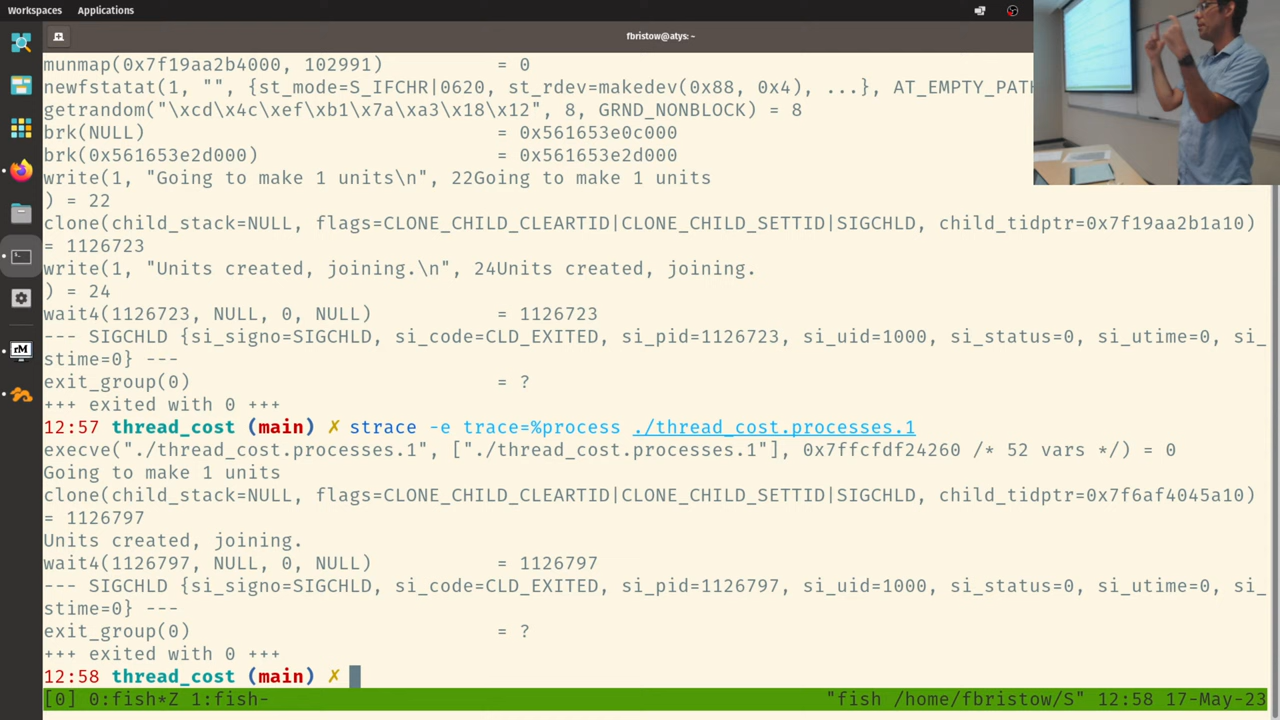 Workspaces Applications
fbristow@atys: ~
munmap(0x7f19aa2b4000, 102991) = 0
newfstatat(1, "", {st_mode=S_IFCHR|0620, st_rdev=makedev(0x88, 0x4), ...}, AT_EMPTY_PATH
getrandom("\xcd\x4c\xef\xb1\x7a\xa3\x18\x12", 8, GRND_NONBLOCK) = 8
brk(NULL) = 0x561653e0c000
brk(0x561653e2d000) = 0x561653e2d000
write(1, "Going to make 1 units\n", 22Going to make 1 units
) = 22
clone(child_stack=NULL, flags=CLONE_CHILD_CLEARTID|CLONE_CHILD_SETTID|SIGCHLD, child_tidptr=0x7f19aa2b1a10)
= 1126723
write(1, "Units created, joining.\n", 24Units created, joining.
) = 24
wait4(1126723, NULL, 0, NULL) = 1126723
--- SIGCHLD {si_signo=SIGCHLD, si_code=CLD_EXITED, si_pid=1126723, si_uid=1000, si_status=0, si_utime=0, si_
stime=0} ---
exit_group(0) = ?
+++ exited with 0 +++
12:57 thread_cost (main) ✗ strace -e trace=%process ./thread_cost.processes.1
execve("./thread_cost.processes.1", ["./thread_cost.processes.1"], 0x7ffcfdf24260 /* 52 vars */) = 0
Going to make 1 units
clone(child_stack=NULL, flags=CLONE_CHILD_CLEARTID|CLONE_CHILD_SETTID|SIGCHLD, child_tidptr=0x7f6af4045a10)
= 1126797
Units created, joining.
wait4(1126797, NULL, 0, NULL) = 1126797
--- SIGCHLD {si_signo=SIGCHLD, si_code=CLD_EXITED, si_pid=1126797, si_uid=1000, si_status=0, si_utime=0, si_
stime=0} ---
exit_group(0) = ?
+++ exited with 0 +++
12:58 thread_cost (main) ✗
[0] 0:fish*Z 1:fish- "fish /home/fbristow/S" 12:58 17-May-23
rM